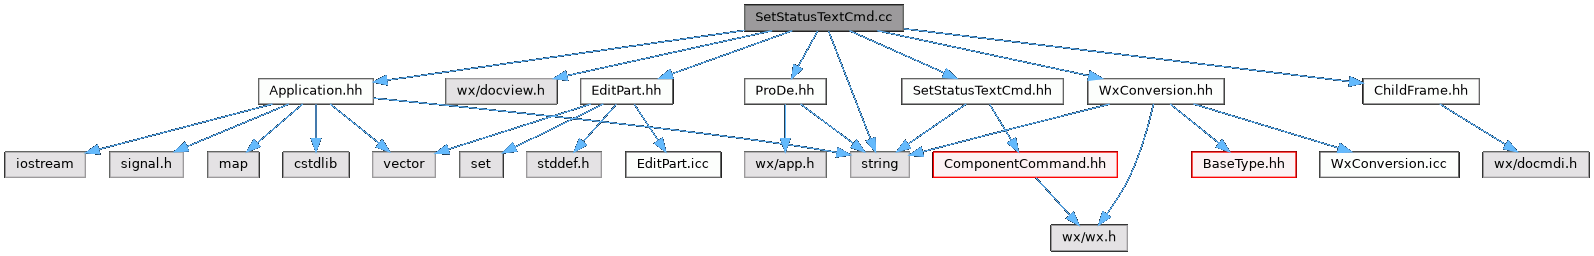 SetStatusTextCmd.cc
Application.hh
wx/docview.h
EditPart.hh
ProDe.hh
SetStatusTextCmd.hh
WxConversion.hh
ChildFrame.hh
iostream
signal.h
map
cstdlib
vector
set
stddef.h
EditPart.icc
wx/app.h
string
ComponentCommand.hh
BaseType.hh
WxConversion.icc
wx/docmdi.h
wx/wx.h